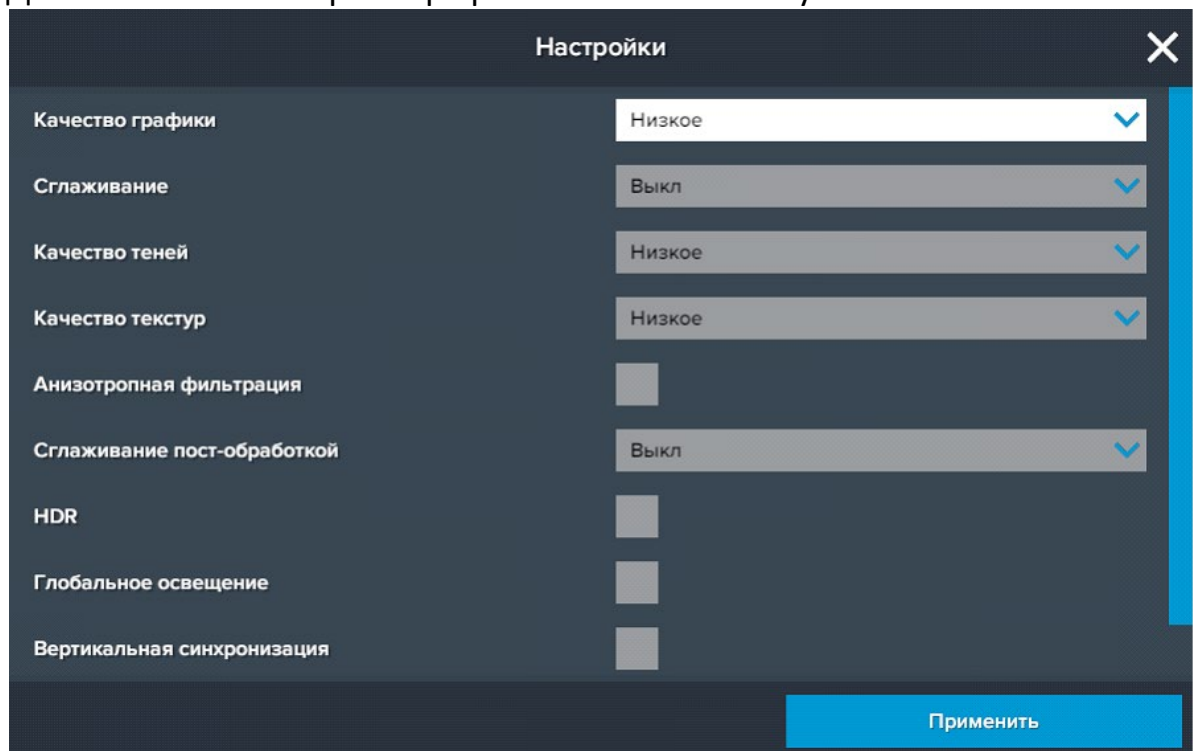 Настройки
Качество графики Низкое
Сглаживание Выкл
Качество теней Низкое
Качество текстур Низкое
Анизотропная фильтрация
Сглаживание пост-обработкой Выкл
HDR
Глобальное освещение
Вертикальная синхронизация
Применить